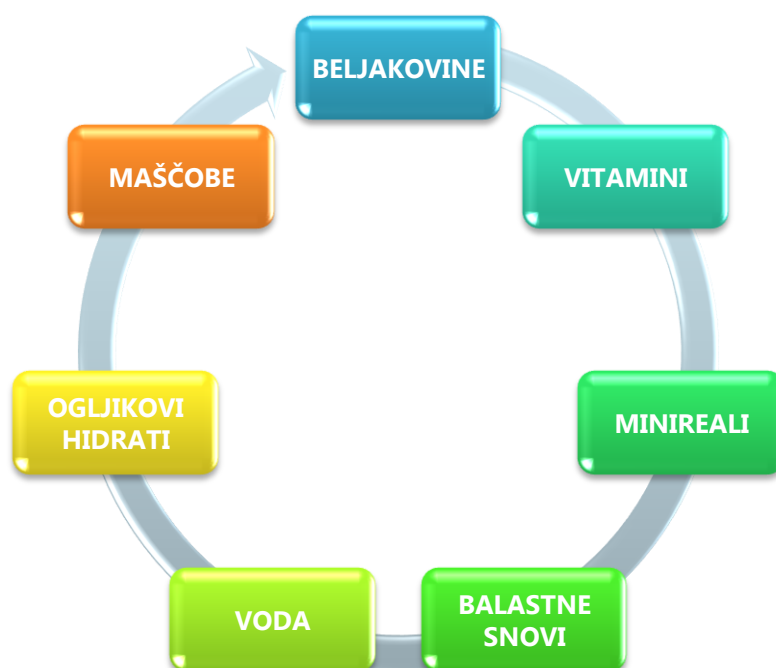 BELJAKOVINE
VITAMINI
MINIREALI
BALASTNE
SNOVI
VODA
OGLJIKOVI
HIDRATI
MAŠČOBE